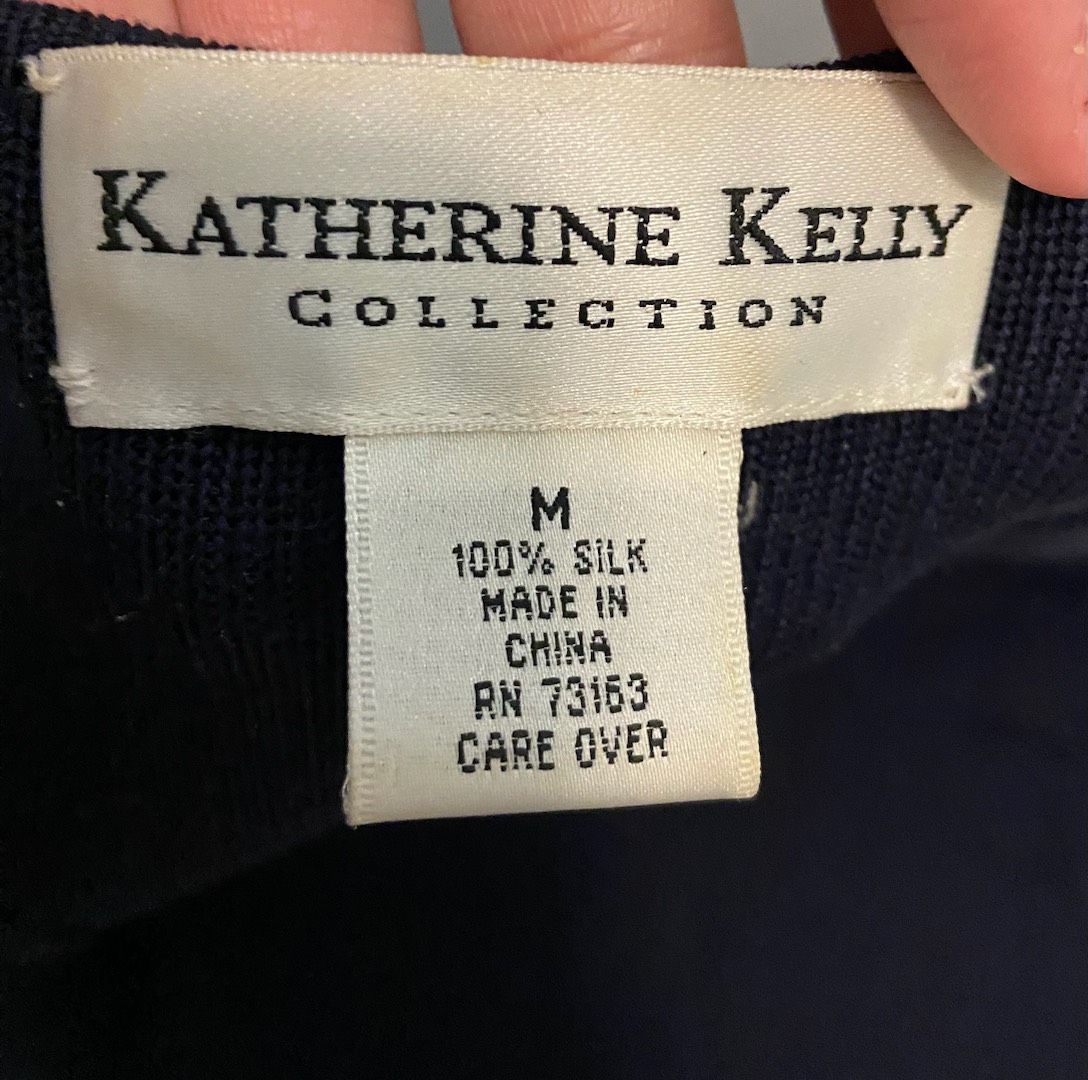 KATHERINE KELLY
COLLECTION
M
100% SILK
MADE IN
CHINA
RN 73163
CARE OVER